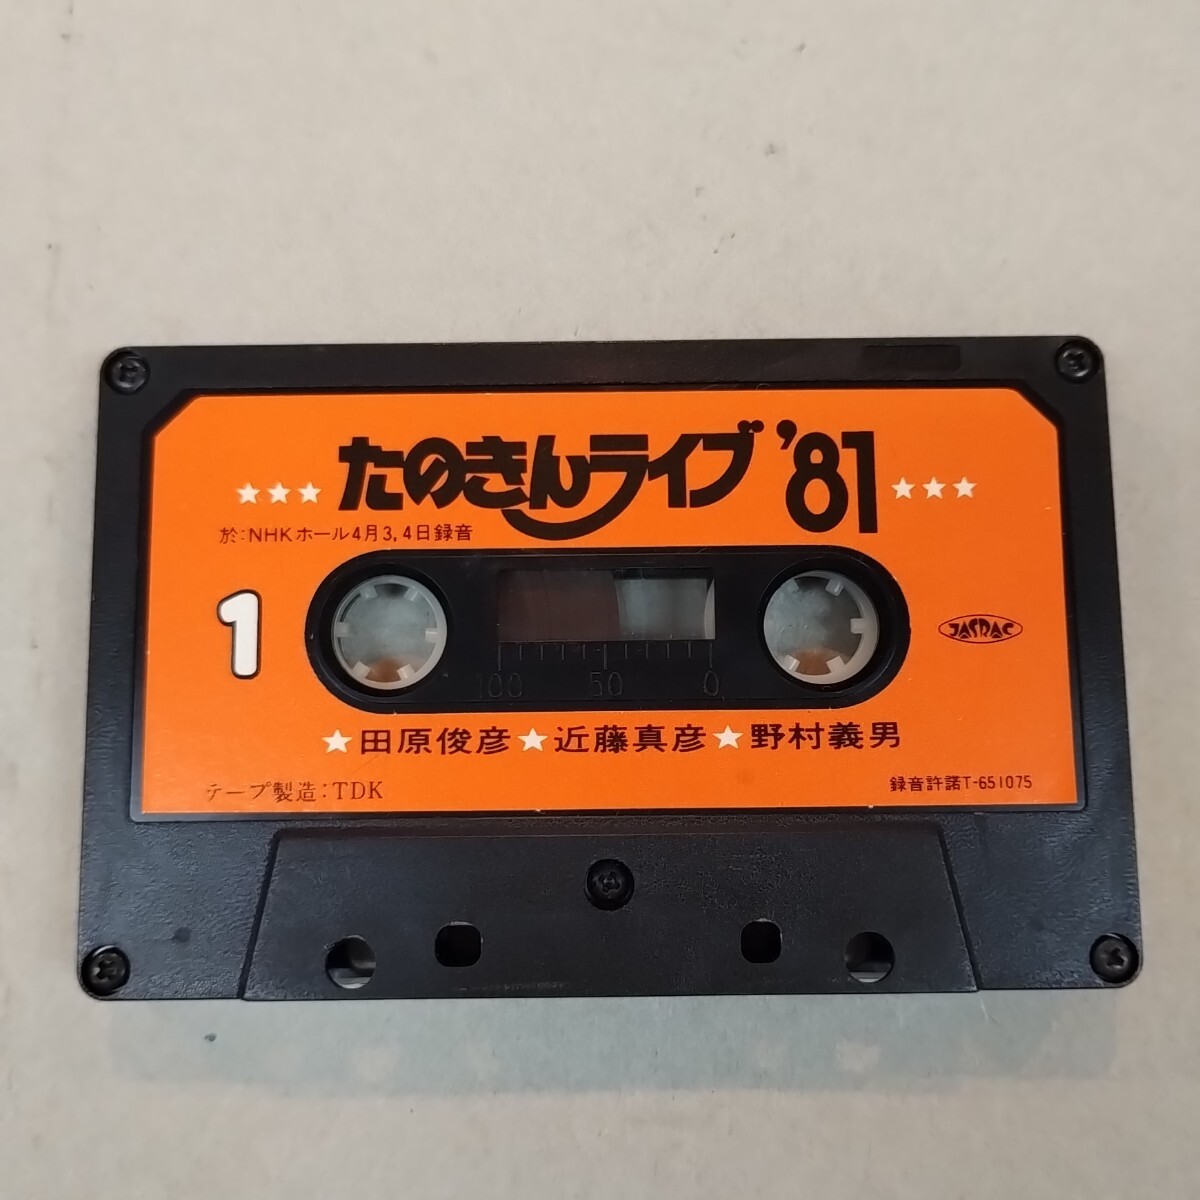 ★★★ たのきんライブ '81 ★★★
於:NHKホール4月3,4日録音
1
JASRAC
100 50 0
★田原俊彦★近藤真彦★野村義男
テープ製造:TDK
録音許諾T-651075